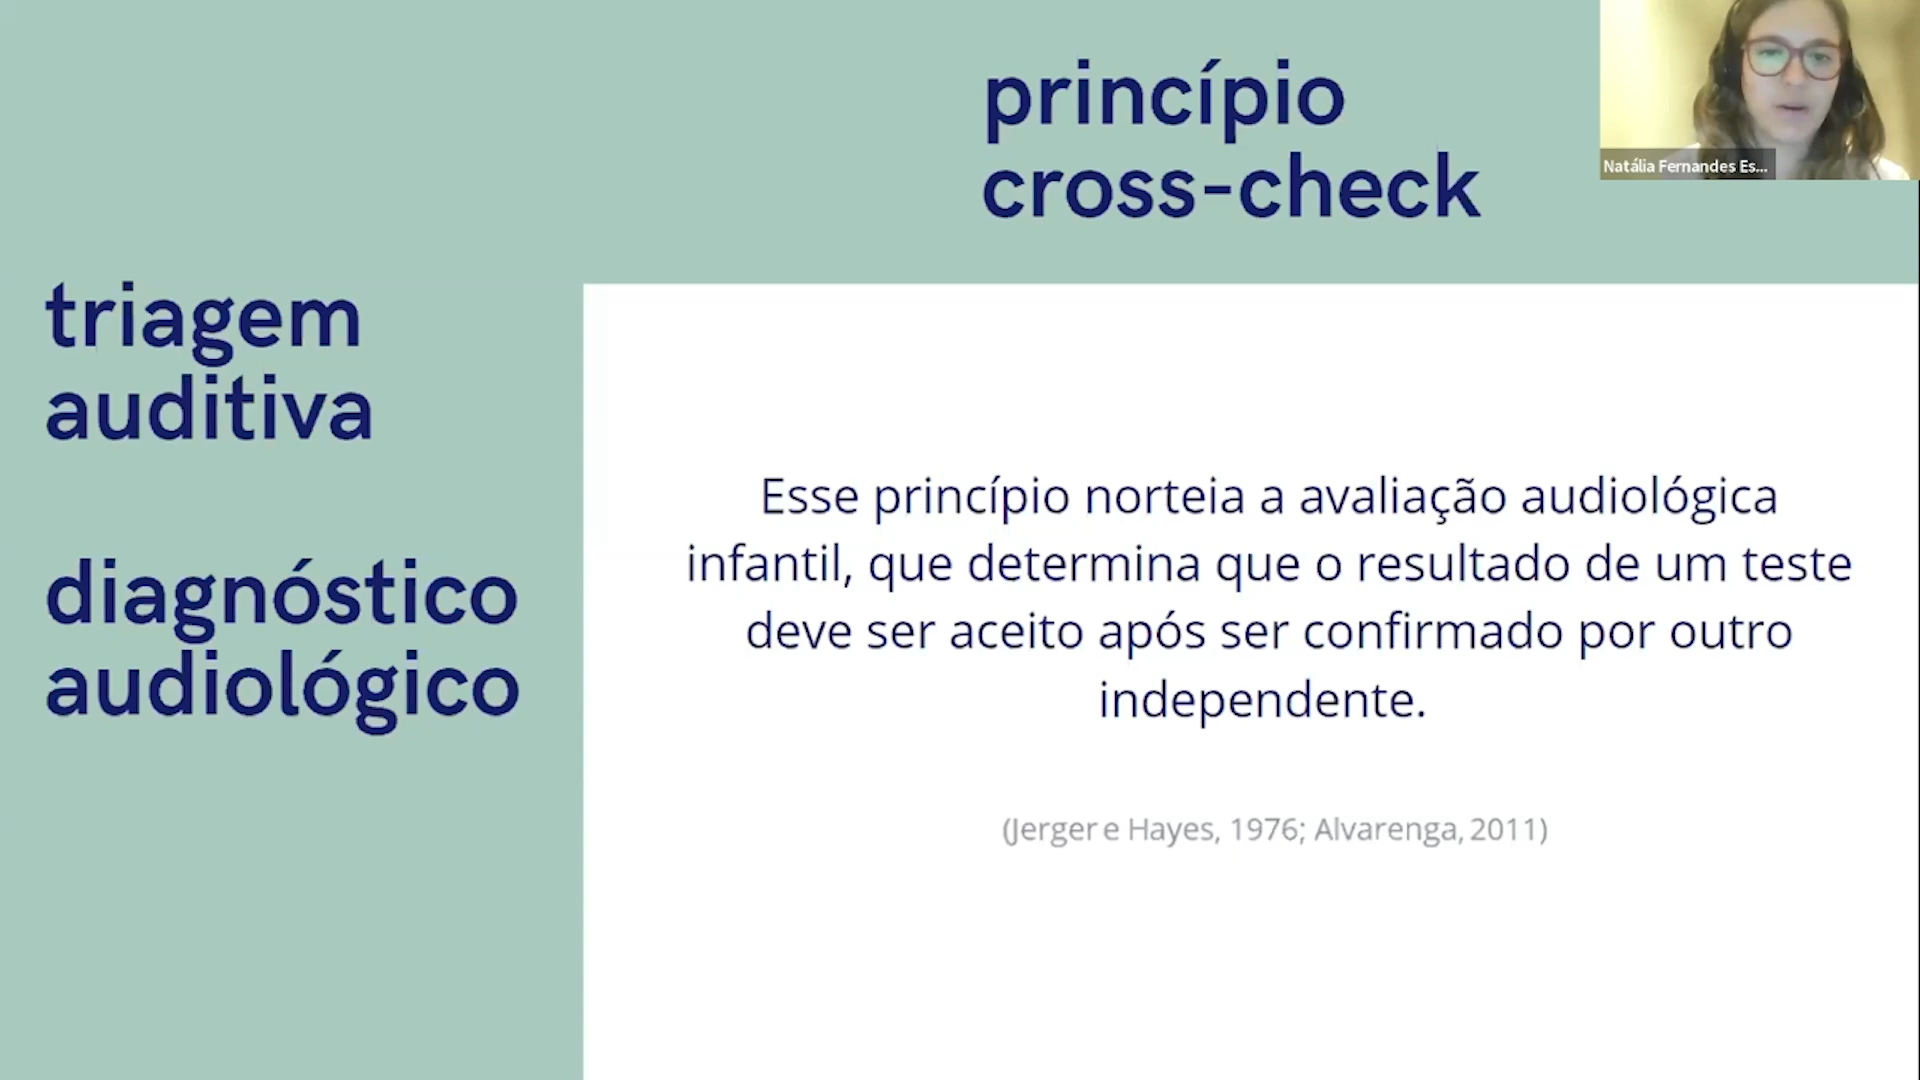 princípio
cross-check
Natália Fernandes Es...
triagem
auditiva
diagnóstico
audiológico
Esse princípio norteia a avaliação audiológica
infantil, que determina que o resultado de um teste
deve ser aceito após ser confirmado por outro
independente.
(Jerger e Hayes, 1976; Alvarenga, 2011)